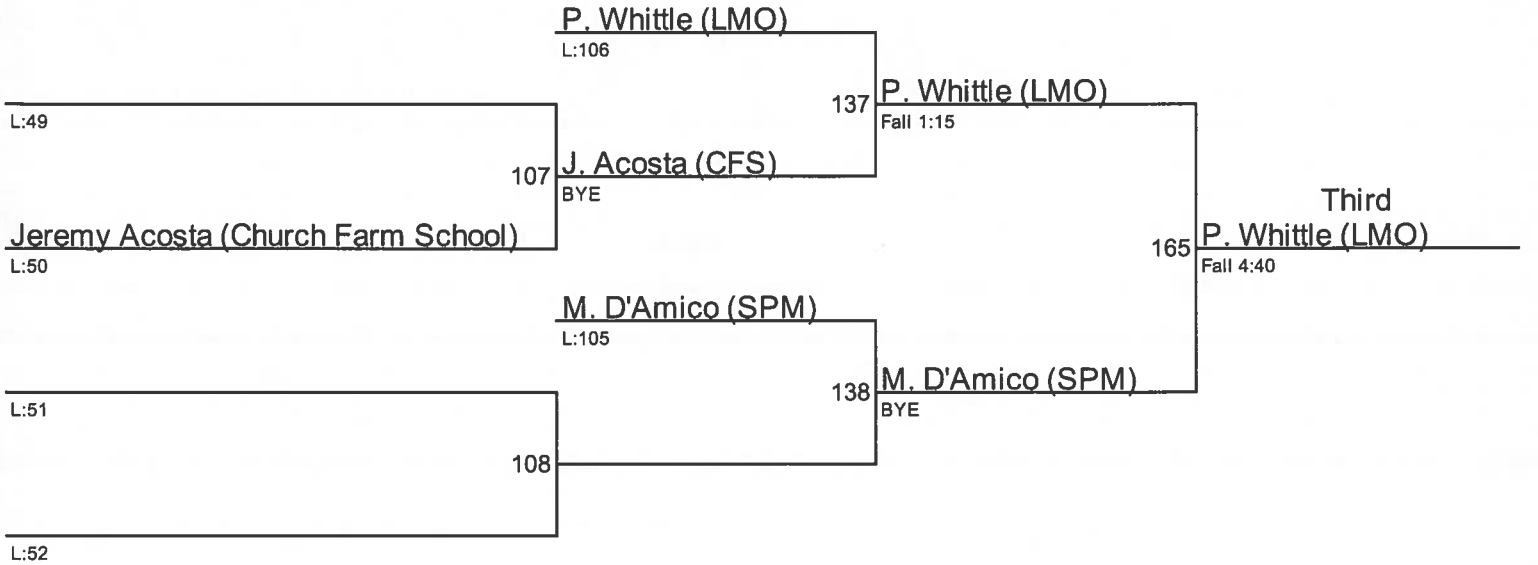 P. Whittle (LMO)
L:106
137
P. Whittle (LMO)
Fall 1:15
L:49
107
J. Acosta (CFS)
BYE
Third
165
P. Whittle (LMO)
Fall 4:40
Jeremy Acosta (Church Farm School)
L:50
M. D'Amico (SPM)
L:105
138
M. D'Amico (SPM)
BYE
L:51
108
L:52